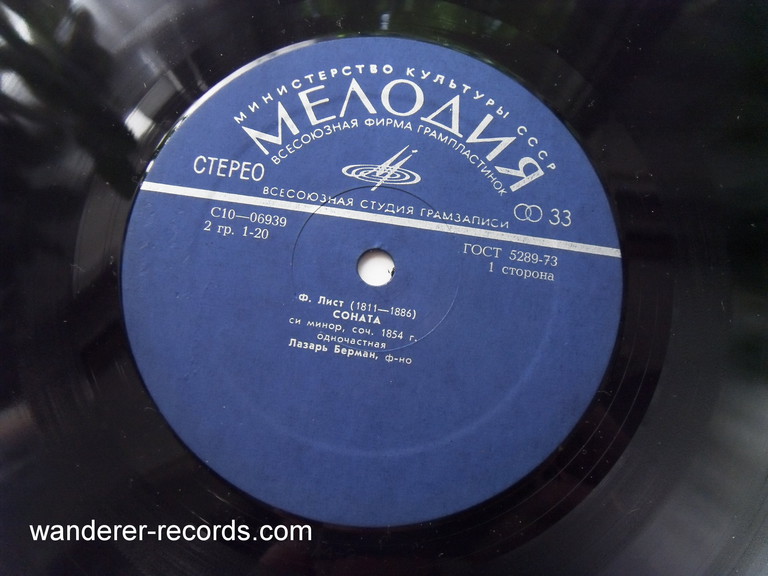 МИНИСТЕРСТВО КУЛЬТУРЫ СССР
МЕЛОДИЯ
ВСЕСОЮЗНАЯ ФИРМА ГРАМПЛАСТИНОК
СТЕРЕО
ВСЕСОЮЗНАЯ СТУДИЯ ГРАМЗАПИСИ
33
С10—06939
2 гр. 1-20
ГОСТ 5289-73
1 сторона
Ф. Лист (1811—1886)
СОНАТА
си минор, соч. 1854 г.
одночастная
Лазарь Берман, ф-но
wanderer-records.com